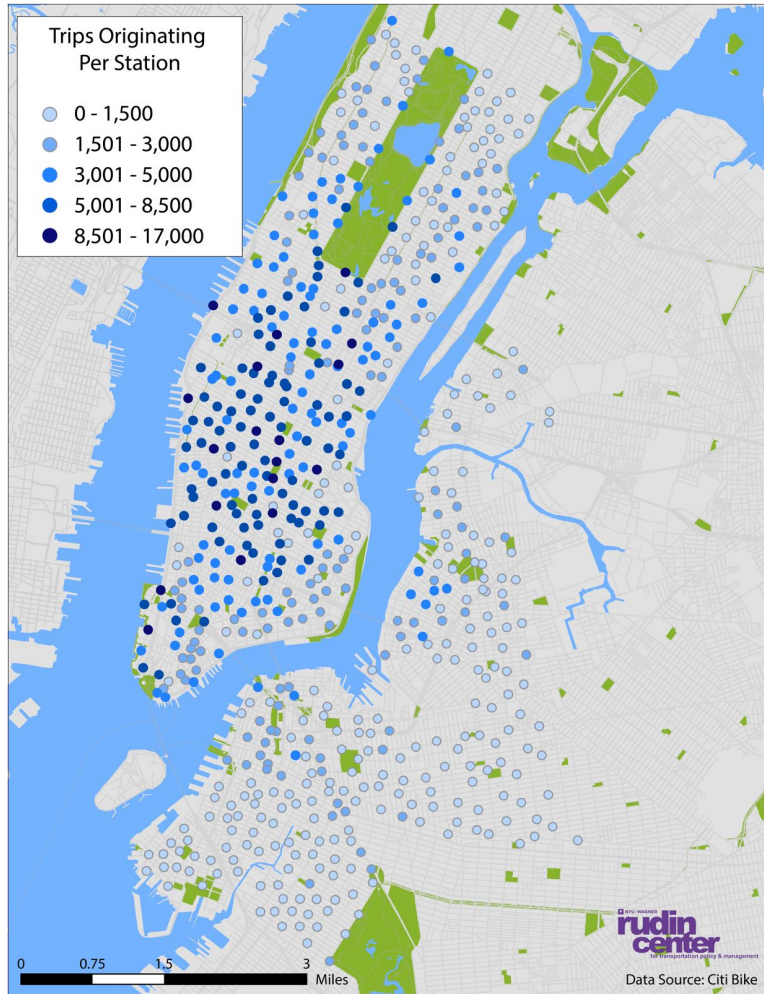 Trips Originating
Per Station
0 - 1,500
1,501 - 3,000
3,001 - 5,000
5,001 - 8,500
8,501 - 17,000
NYU WAGNER
rudin
center
for transportation policy & management
0 0.75 1.5 3
Miles
Data Source: Citi Bike